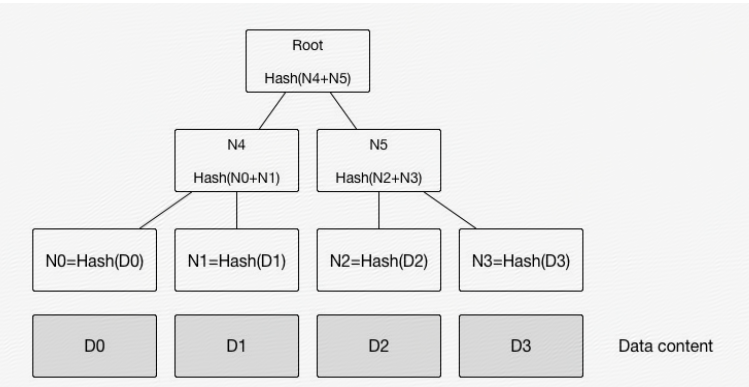 Root
Hash(N4+N5)
N4
N5
Hash(N0+N1)
Hash(N2+N3)
N0=Hash(D0)
N1=Hash(D1)
N2=Hash(D2)
N3=Hash(D3)
D0
D1
D2
D3
Data content